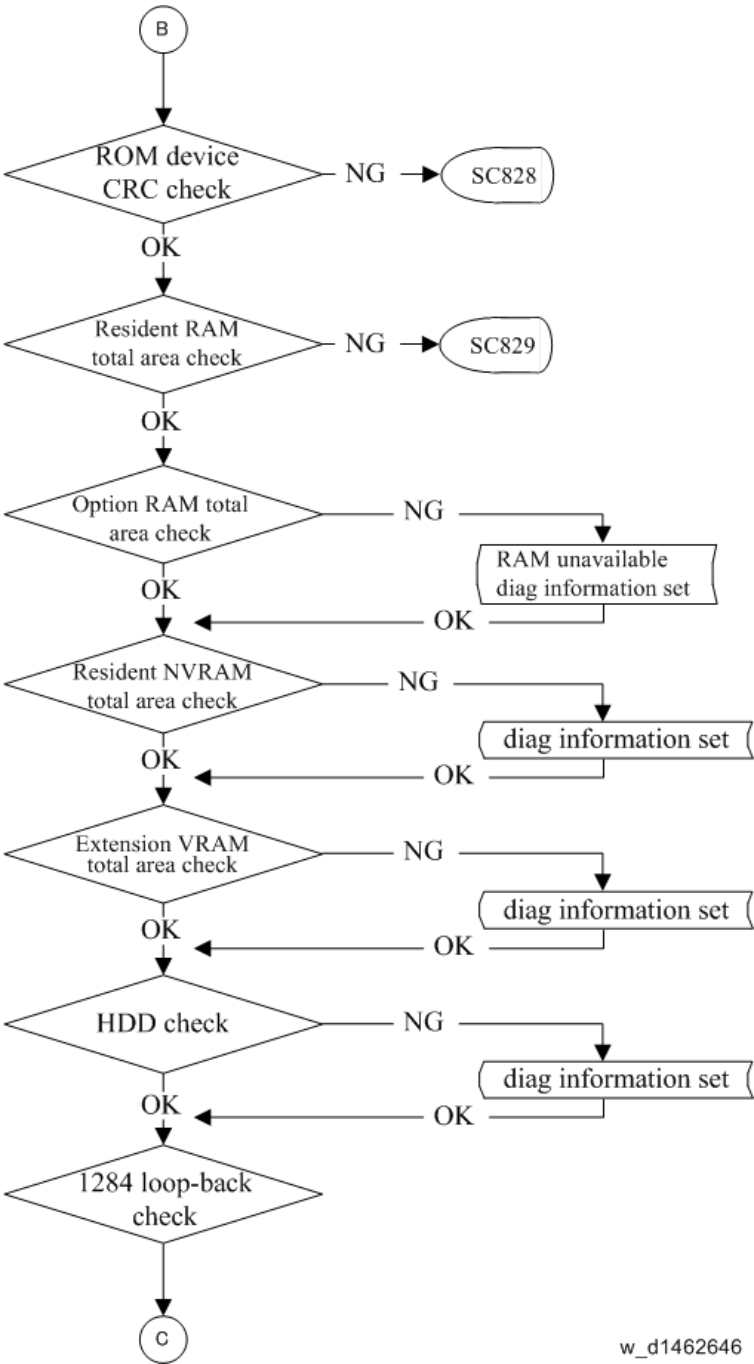 B
ROM device
CRC check
NG
SC828
OK
Resident RAM
total area check
NG
SC829
OK
Option RAM total
area check
NG
RAM unavailable
diag information set
OK
OK
Resident NVRAM
total area check
NG
diag information set
OK
OK
Extension VRAM
total area check
NG
diag information set
OK
OK
HDD check
NG
diag information set
OK
OK
1284 loop-back
check
C
w_d1462646